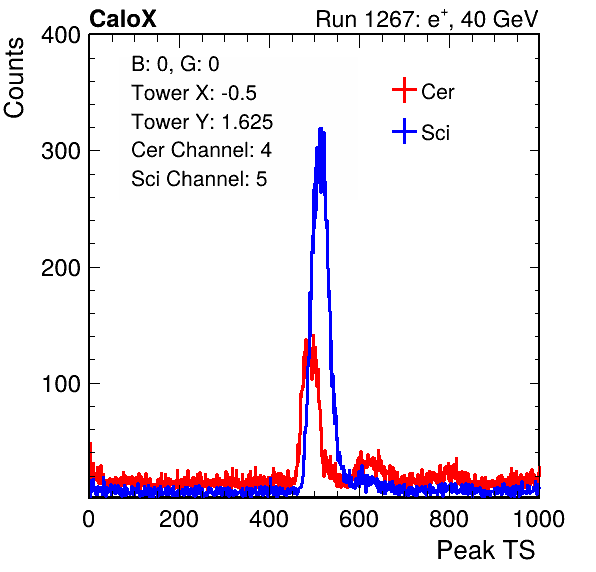 CaloX Run 1267: e⁺, 40 GeV
Counts
400
300
200
100
B: 0, G: 0
Tower X: -0.5
Tower Y: 1.625
Cer Channel: 4
Sci Channel: 5
Cer
Sci
0 200 400 600 800 1000
Peak TS